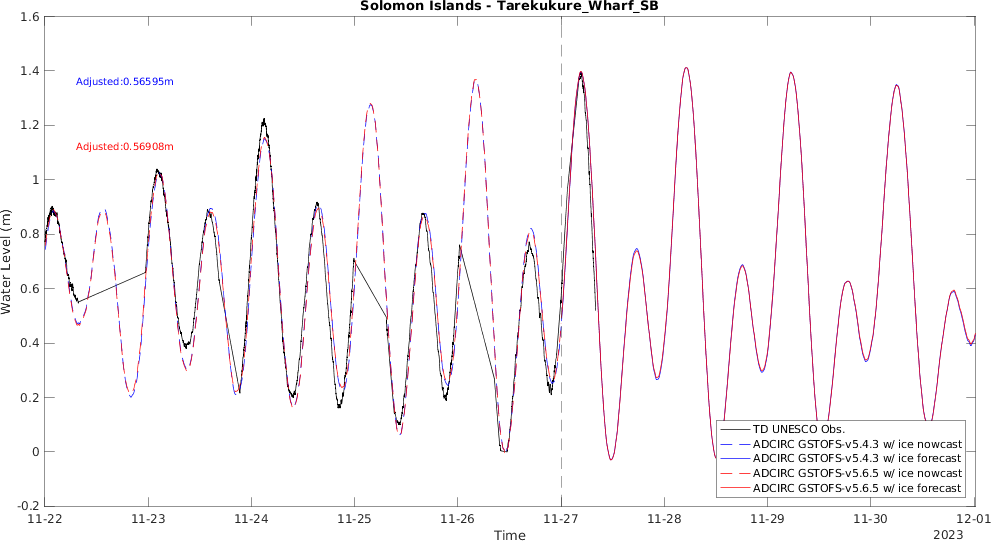 Solomon Islands - Tarekukure_Wharf_SB
1.6
1.4
1.2
1
0.8
0.6
0.4
0.2
0
-0.2
Water Level (m)
Adjusted:0.56595m
Adjusted:0.56908m
TD UNESCO Obs.
ADCIRC GSTOFS-v5.4.3 w/ ice nowcast
ADCIRC GSTOFS-v5.4.3 w/ ice forecast
ADCIRC GSTOFS-v5.6.5 w/ ice nowcast
ADCIRC GSTOFS-v5.6.5 w/ ice forecast
11-22 11-23 11-24 11-25 11-26 11-27 11-28 11-29 11-30 12-01
Time
2023